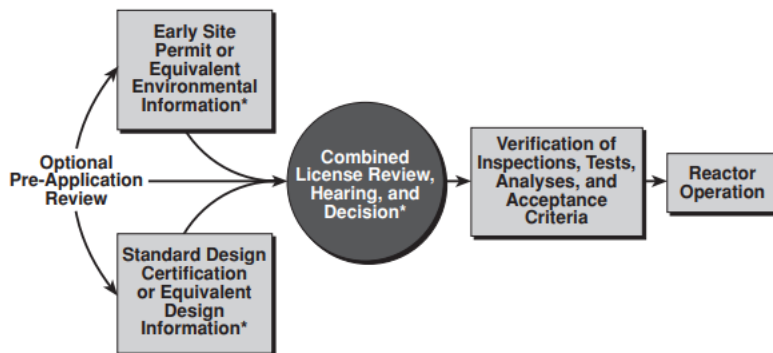 Early Site
Permit or
Equivalent
Environmental
Information*
Optional
Pre-Application
Review
Combined
License Review,
Hearing, and
Decision*
Verification of
Inspections, Tests,
Analyses, and
Acceptance
Criteria
Reactor
Operation
Standard Design
Certification
or Equivalent
Design
Information*